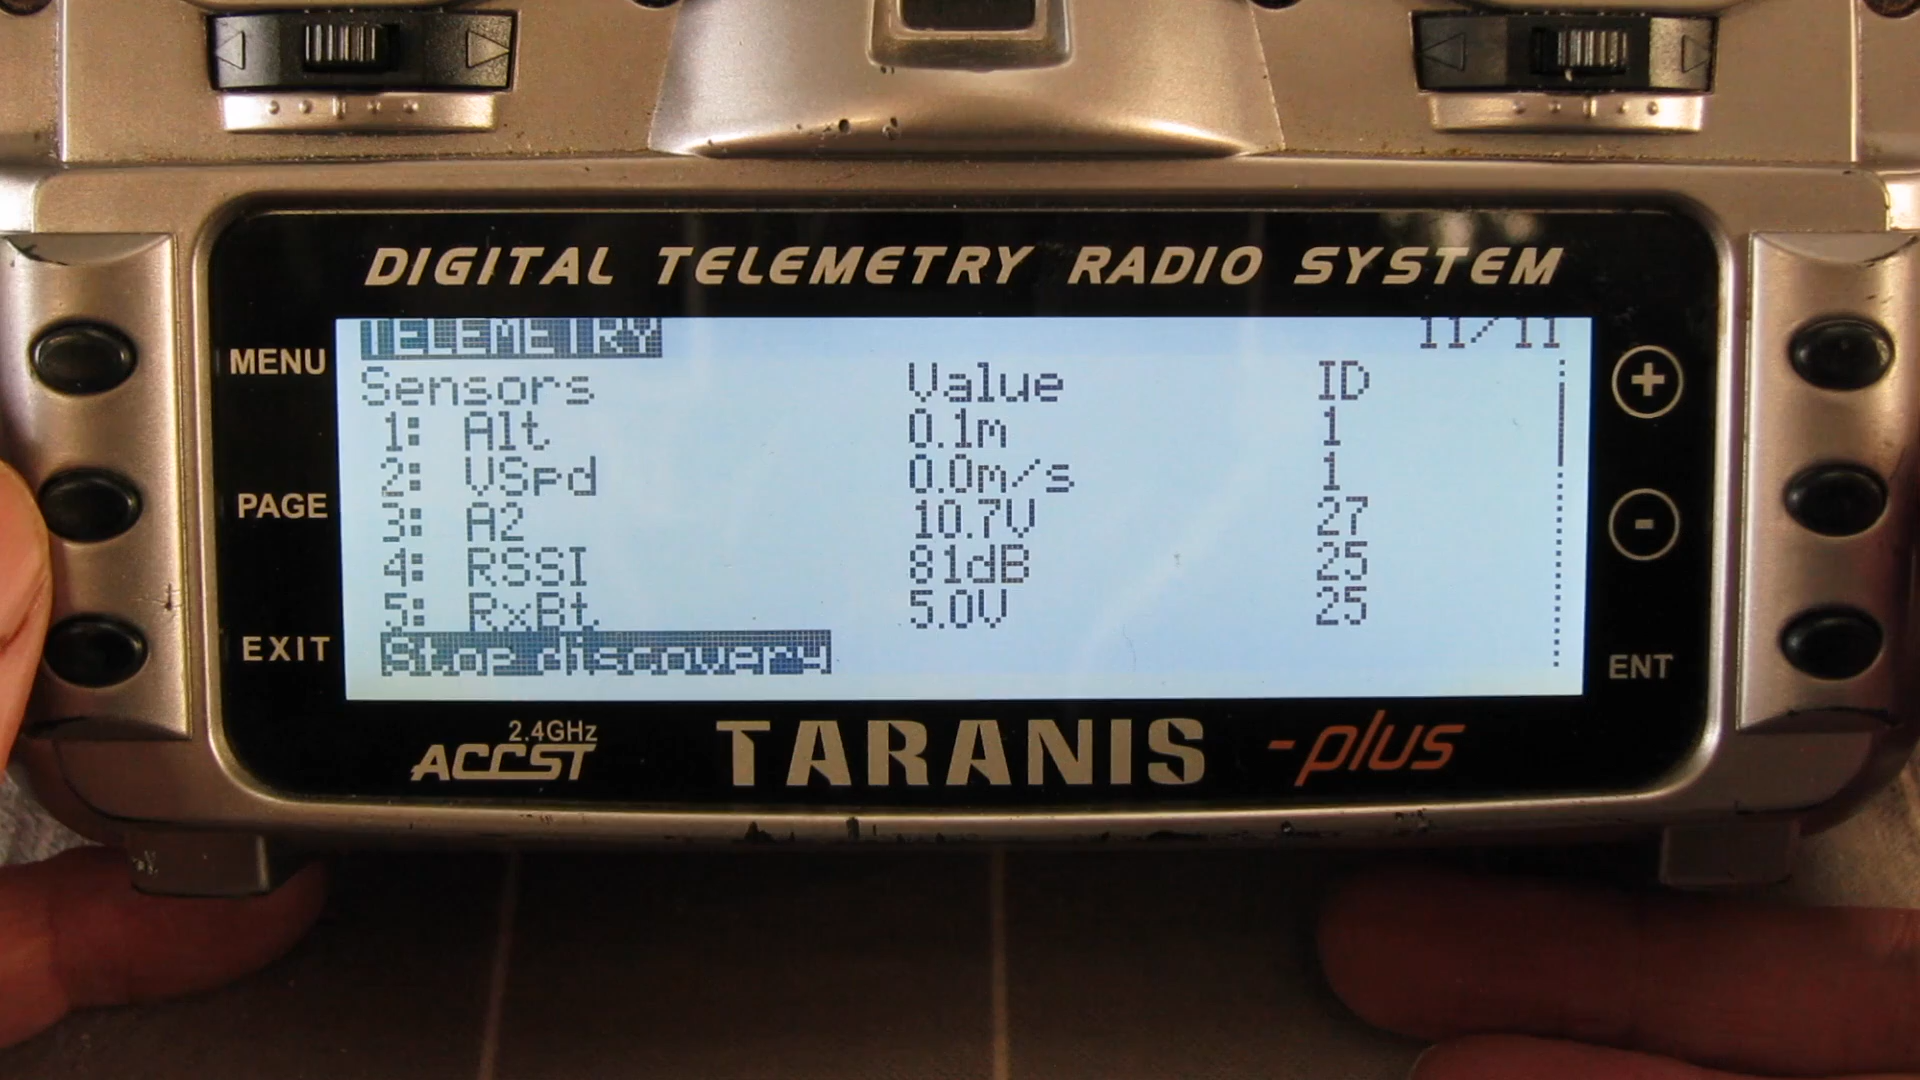 DIGITAL TELEMETRY RADIO SYSTEM
TELEMETRY 11/11
Sensors Value ID
1: Alt 0.1m 1
2: VSpd 0.0m/s 1
3: A2 10.7V 27
4: RSSI 81dB 25
5: RxBt 5.0V 25
Stop discovery
MENU
PAGE
EXIT
+
-
ENT
2.4GHz
ACCST TARANIS -plus